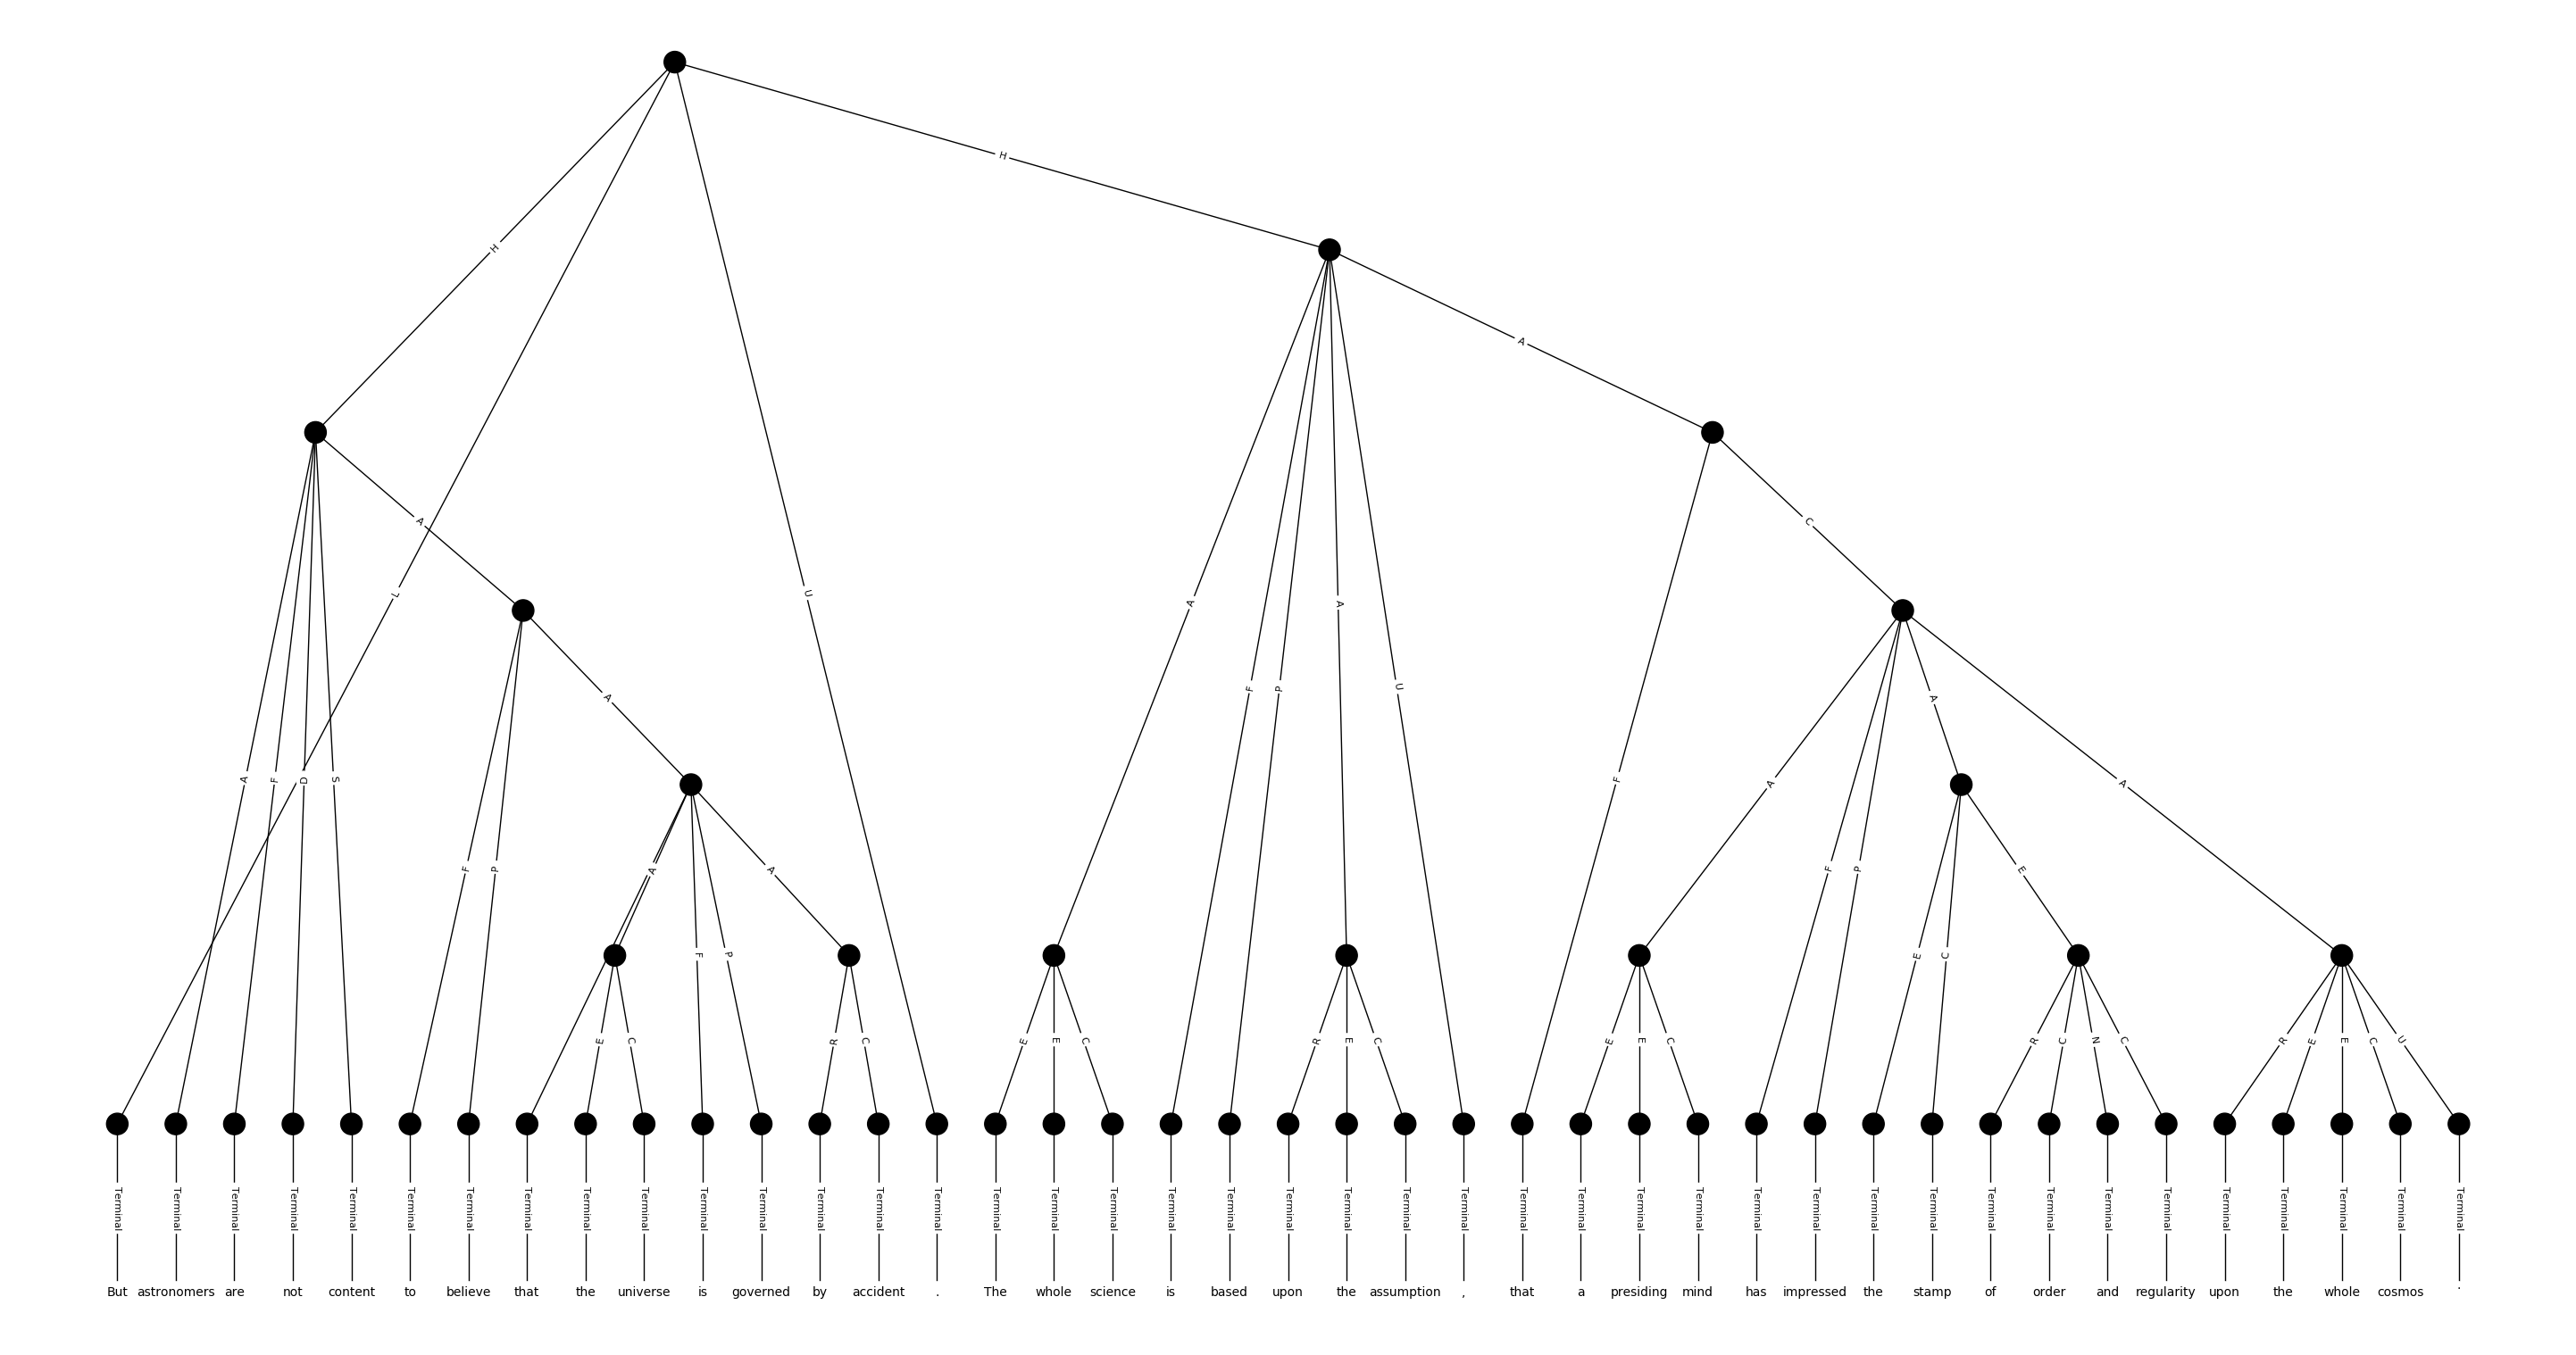 H
H
A
C
A
L
U
A
F
P
A
U
A
A
A
F
D
S
F
A
A
F
P
A
A
F
P
E
F
P
E
C
E
C
R
C
E
E
C
R
E
C
E
E
C
R
C
N
C
R
E
E
C
U
Terminal Terminal Terminal Terminal Terminal Terminal Terminal Terminal Terminal Terminal Terminal Terminal Terminal Terminal Terminal Terminal Terminal Terminal Terminal Terminal Terminal Terminal Terminal Terminal Terminal Terminal Terminal Terminal Terminal Terminal Terminal Terminal Terminal Terminal Terminal Terminal Terminal Terminal Terminal Terminal Terminal
But astronomers are not content to believe that the universe is governed by accident . The whole science is based upon the assumption , that a presiding mind has impressed the stamp of order and regularity upon the whole cosmos .